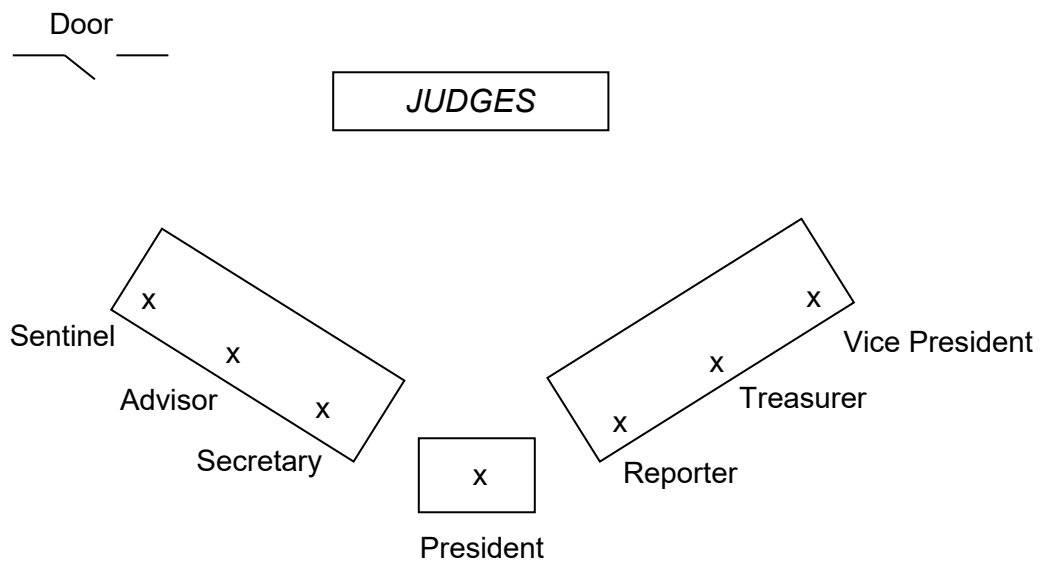 Door
JUDGES
x
x
Sentinel
x
Vice President
x
x
Advisor
Treasurer
x
x
Secretary
Reporter
x
President